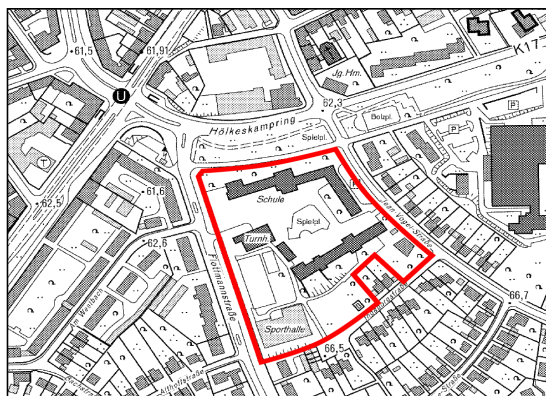 61,5
61,91
U
Jg. Hm.
K17
62,3
Hölkeskampring
Spielpl.
Bolzpl.
P
P
T
61,6
Schule
P
62,5
Spielpl.
Turnh.
62,6
Flottmannstraße
66,7
Sporthalle
66,5